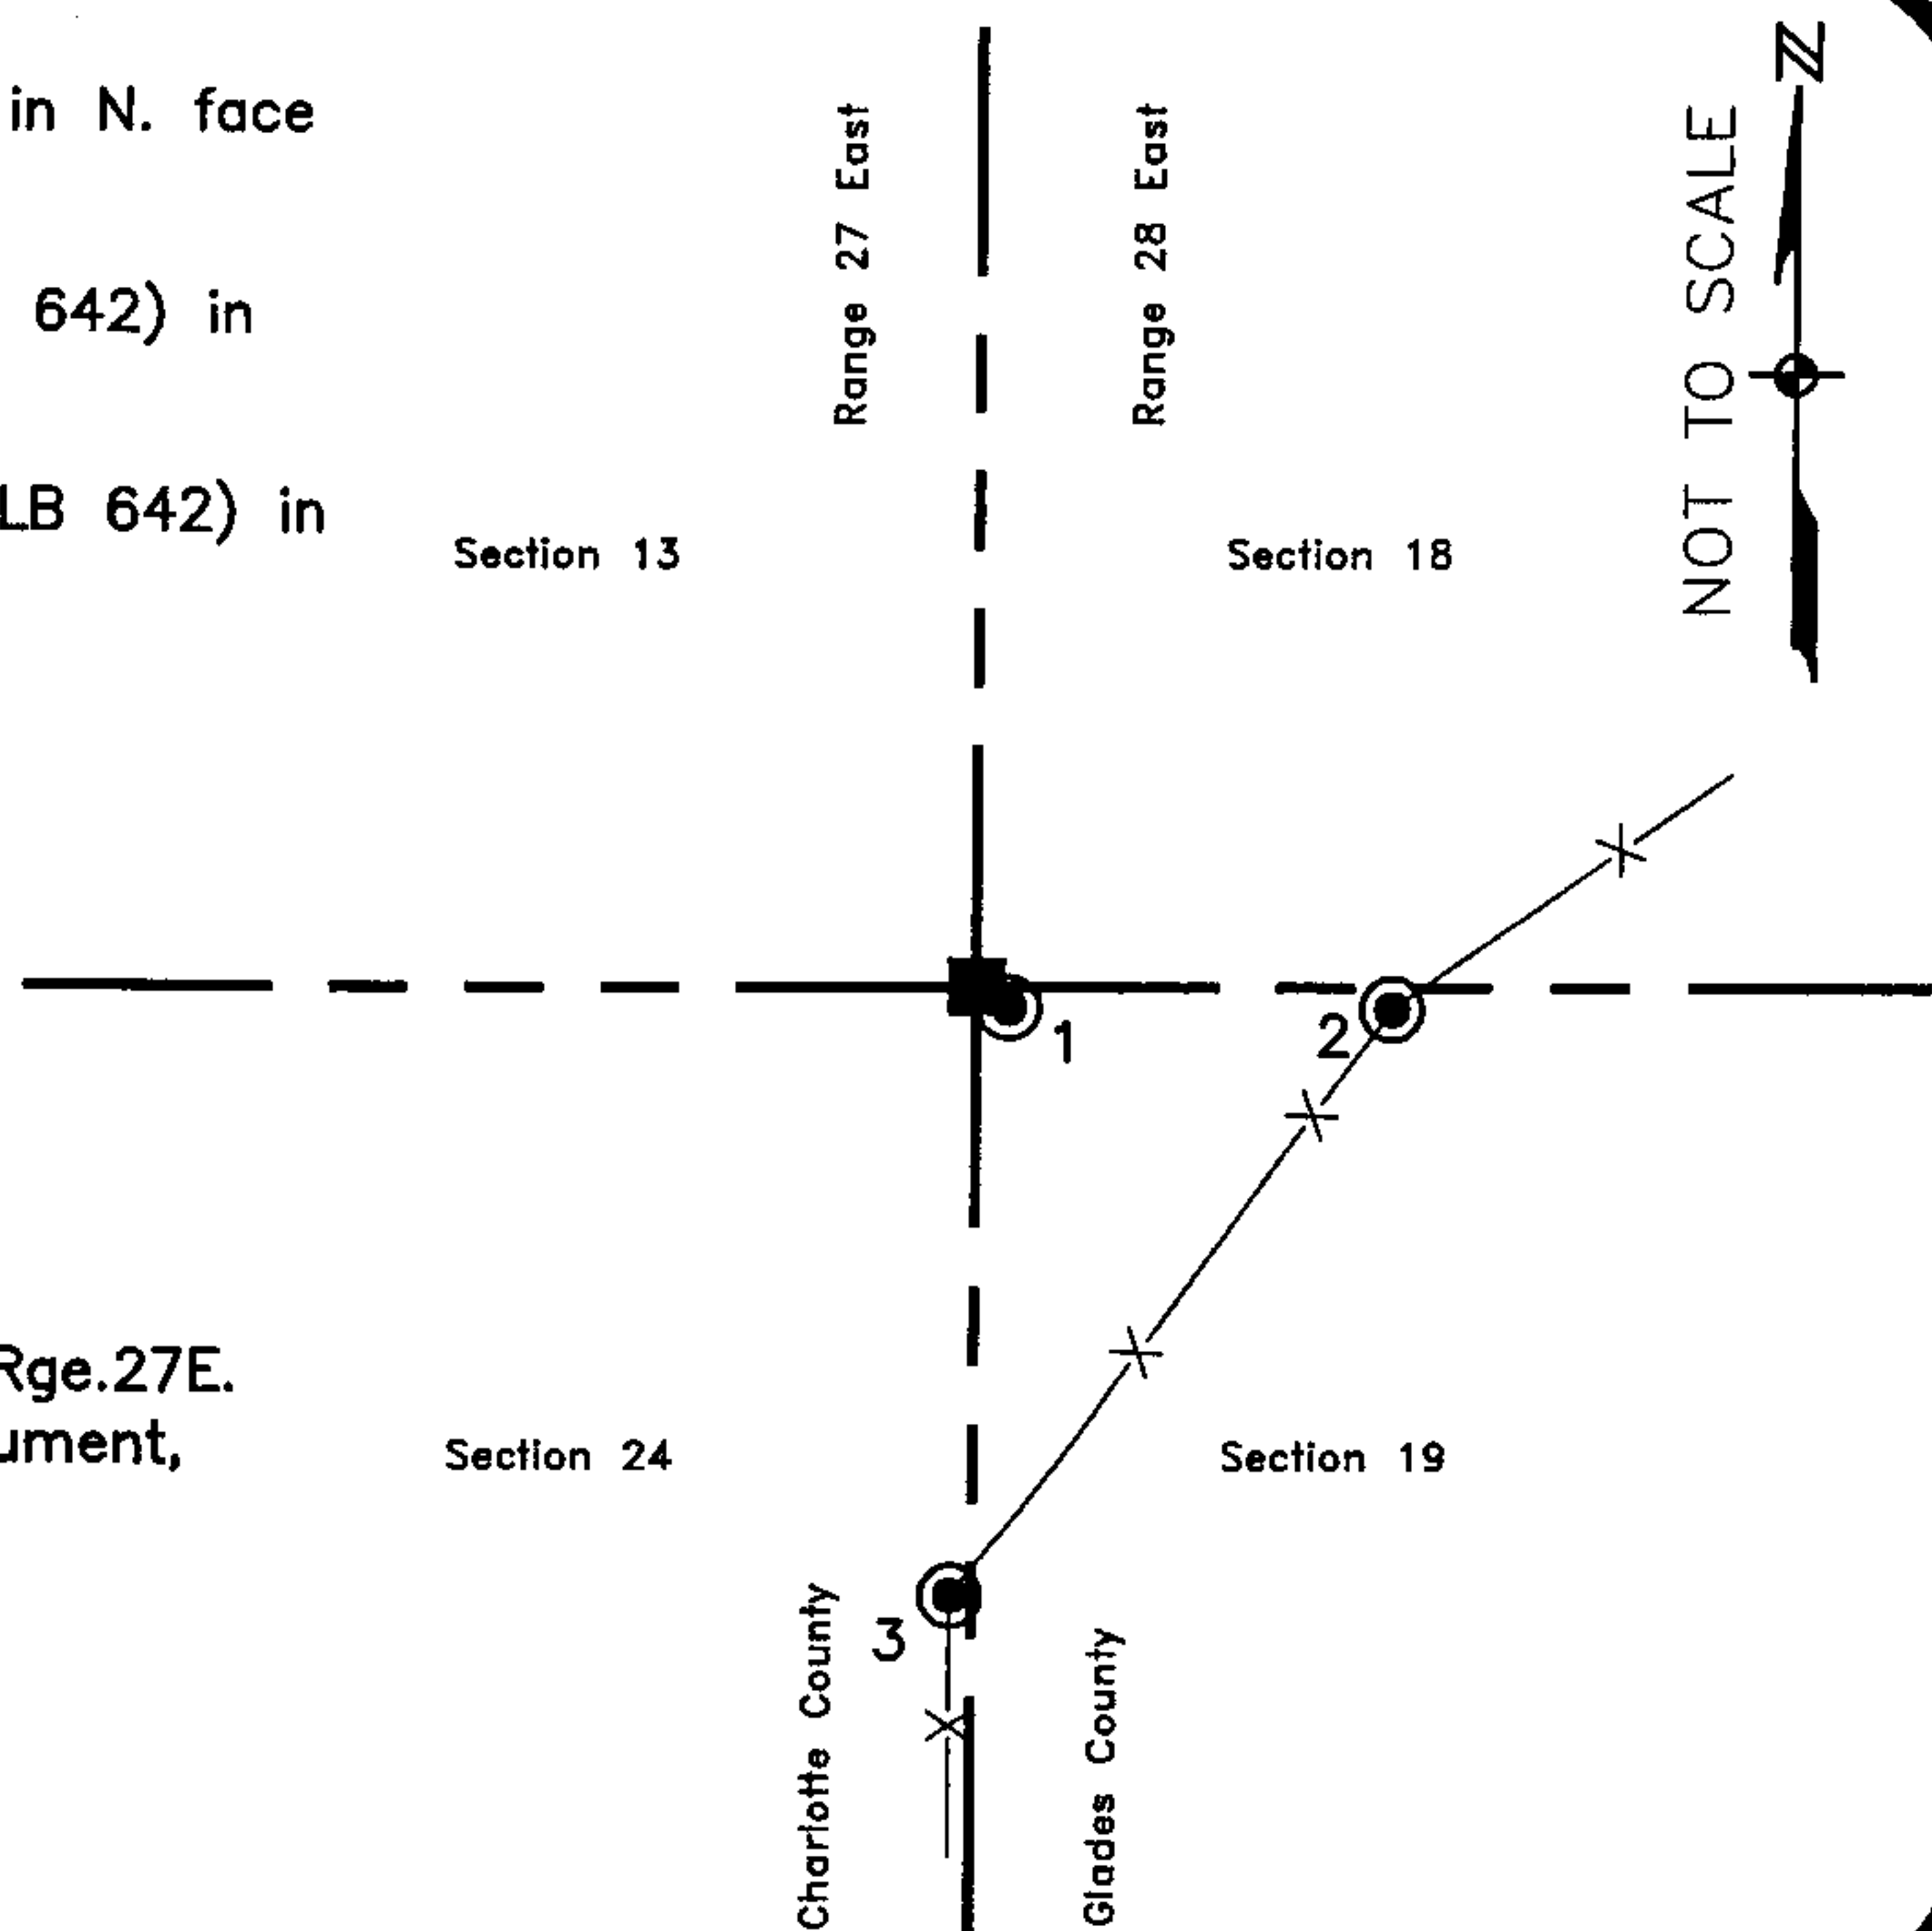 in N. face
642) in
LB 642) in
Rge.27E.
ument,
Range 27 East
Range 28 East
N
NOT TO SCALE
Section 13
Section 18
1
2
Section 24
Section 19
3
Charlotte County
Glades County